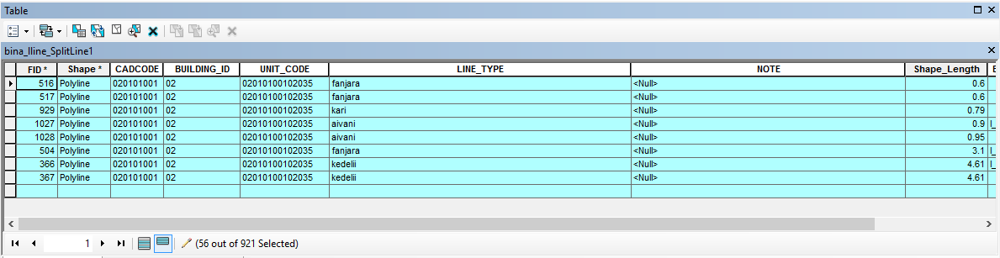 Table
bina_lline_SplitLine1
FID * Shape * CADCODE BUILDING_ID UNIT_CODE LINE_TYPE NOTE Shape_Length E
516 Polyline 020101001 02 02010100102035 fanjara <Null> 0.6
517 Polyline 020101001 02 02010100102035 fanjara <Null> 0.6
929 Polyline 020101001 02 02010100102035 kari <Null> 0.79
1027 Polyline 020101001 02 02010100102035 aivani <Null> 0.9 l_
1028 Polyline 020101001 02 02010100102035 aivani <Null> 0.95
504 Polyline 020101001 02 02010100102035 fanjara <Null> 3.1 l_
366 Polyline 020101001 02 02010100102035 kedelii <Null> 4.61 l_
367 Polyline 020101001 02 02010100102035 kedelii <Null> 4.61
1 (56 out of 921 Selected)